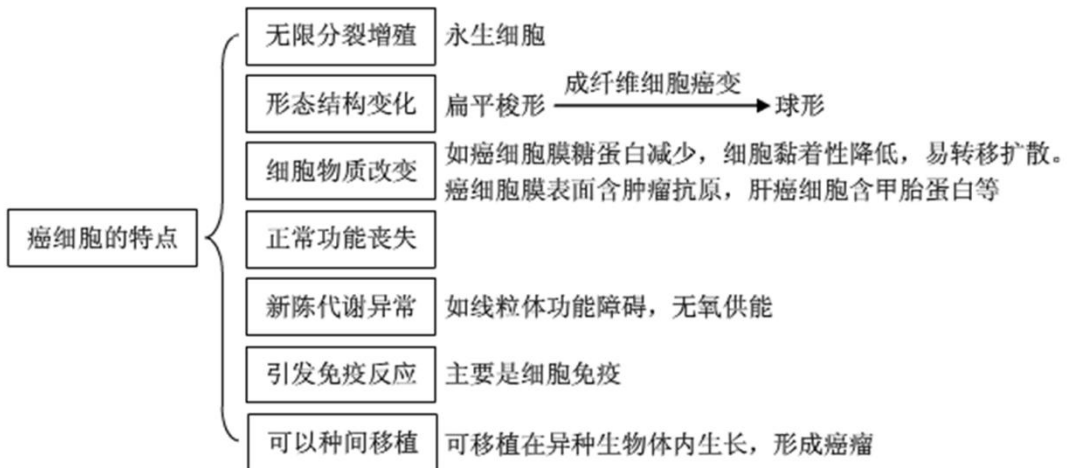 无限分裂增殖 永生细胞
形态结构变化 扁平梭形 成纤维细胞癌变 球形
细胞物质改变 如癌细胞膜糖蛋白减少，细胞黏着性降低，易转移扩散。
癌细胞膜表面含肿瘤抗原，肝癌细胞含甲胎蛋白等
癌细胞的特点 正常功能丧失
新陈代谢异常 如线粒体功能障碍，无氧供能
引发免疫反应 主要是细胞免疫
可以种间移植 可移植在异种生物体内生长，形成癌瘤